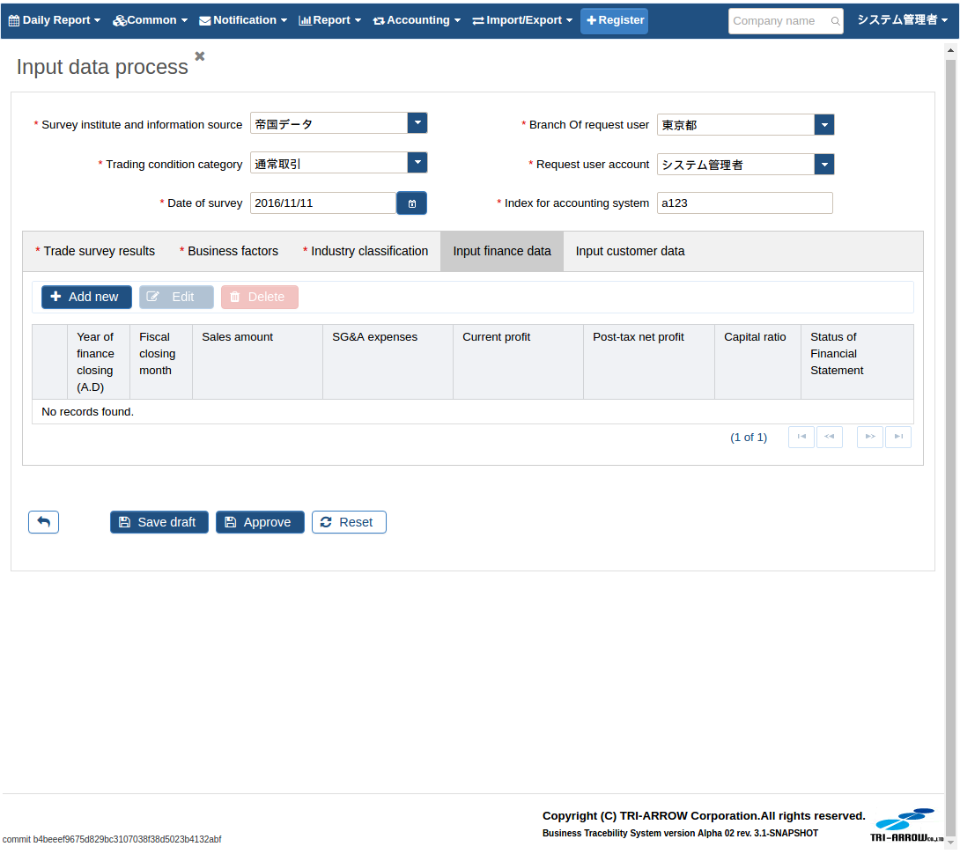 Daily Report Common Notification Report Accounting Import/Export Register Company name システム管理者
Input data process
* Survey institute and information source 帝国データ * Branch Of request user 東京都
* Trading condition category 通常取引 * Request user account システム管理者
* Date of survey 2016/11/11 * Index for accounting system a123
* Trade survey results * Business factors * Industry classification Input finance data Input customer data
Add new Edit Delete
Year of finance closing (A.D) Fiscal closing month Sales amount SG&A expenses Current profit Post-tax net profit Capital ratio Status of Financial Statement
No records found.
(1 of 1)
Save draft Approve Reset
Copyright (C) TRI-ARROW Corporation.All rights reserved.
Business Tracebility System version Alpha 02 rev. 3.1-SNAPSHOT
TRI-ARROW CO.,LTD
commit b4beeef9675d829bc3107038f38d5023b4132abf